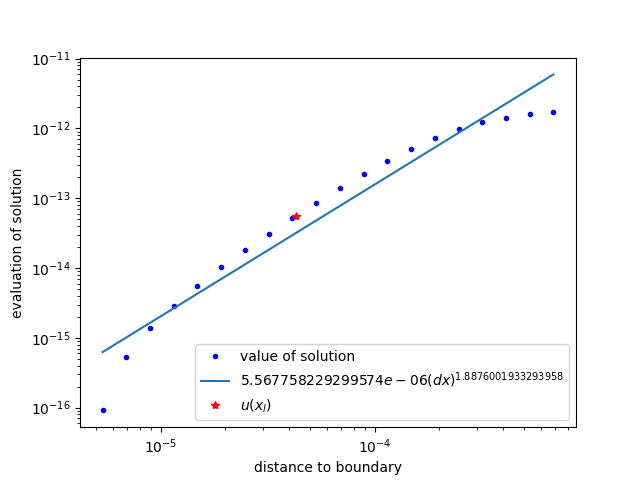 10^{-11}
10^{-12}
10^{-13}
10^{-14}
10^{-15}
10^{-16}
evaluation of solution
value of solution
5.567758229299574e − 06(dx)^{1.8876001933293958}
u(x_I)
10^{-5}
10^{-4}
distance to boundary